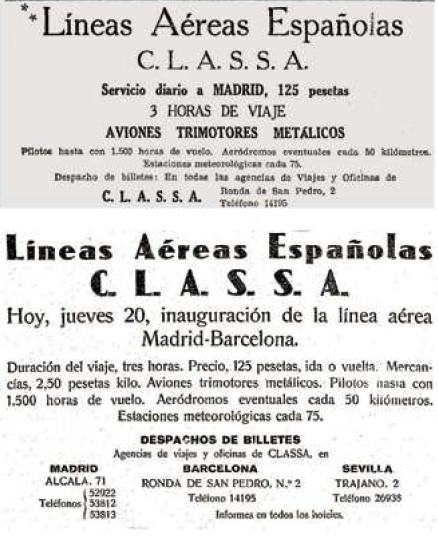 ** Líneas Aéreas Españolas
C. L. A. S. S. A.
Servicio diario a MADRID, 125 pesetas
3 HORAS DE VIAJE
AVIONES TRIMOTORES METÁLICOS
Pilotos hasta con 1.500 horas de vuelo. Aeródromos eventuales cada 50 kilómetros.
Estaciones meteorológicas cada 75.
Despacho de billetes: En todas las agencias de Viajes y Oficinas de
C. L. A. S. S. A. Ronda de San Pedro, 2
Teléfono 14195
Líneas Aéreas Españolas
C. L. A. S. S. A.
Hoy, jueves 20, inauguración de la línea aérea
Madrid-Barcelona.
Duración del viaje, tres horas. Precio, 125 pesetas, ida o vuelta. Mercan-
cías, 2,50 pesetas kilo. Aviones trimotores metálicos. Pilotos hasta con
1.500 horas de vuelo. Aeródromos eventuales cada 50 kilómetros.
Estaciones meteorológicas cada 75.
DESPACHOS DE BILLETES
Agencias de viajes y oficinas de CLASSA, en
MADRID BARCELONA SEVILLA
ALCALA, 71 RONDA DE SAN PEDRO, N.º 2 TRAJANO, 2
Teléfonos 52922 53812 53813 Teléfono 14195 Teléfono 26938
Informes en todos los hoteles.